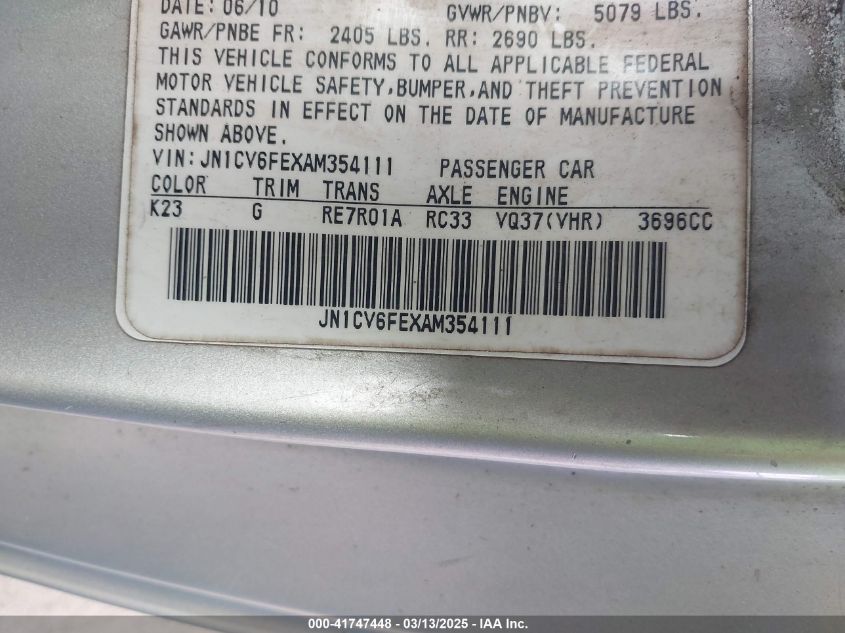 DATE: 06/10 GVWR/PNBV: 5079 LBS.
GAWR/PNBE FR: 2405 LBS. RR: 2690 LBS.
THIS VEHICLE CONFORMS TO ALL APPLICABLE FEDERAL
MOTOR VEHICLE SAFETY,BUMPER,AND THEFT PREVENTION
STANDARDS IN EFFECT ON THE DATE OF MANUFACTURE
SHOWN ABOVE.
VIN:JN1CV6FEXAM354111 PASSENGER CAR
COLOR TRIM TRANS AXLE ENGINE
K23 G RE7R01A RC33 VQ37(VHR) 3696CC
JN1CV6FEXAM354111
000-41747448 - 03/13/2025 - IAA Inc.